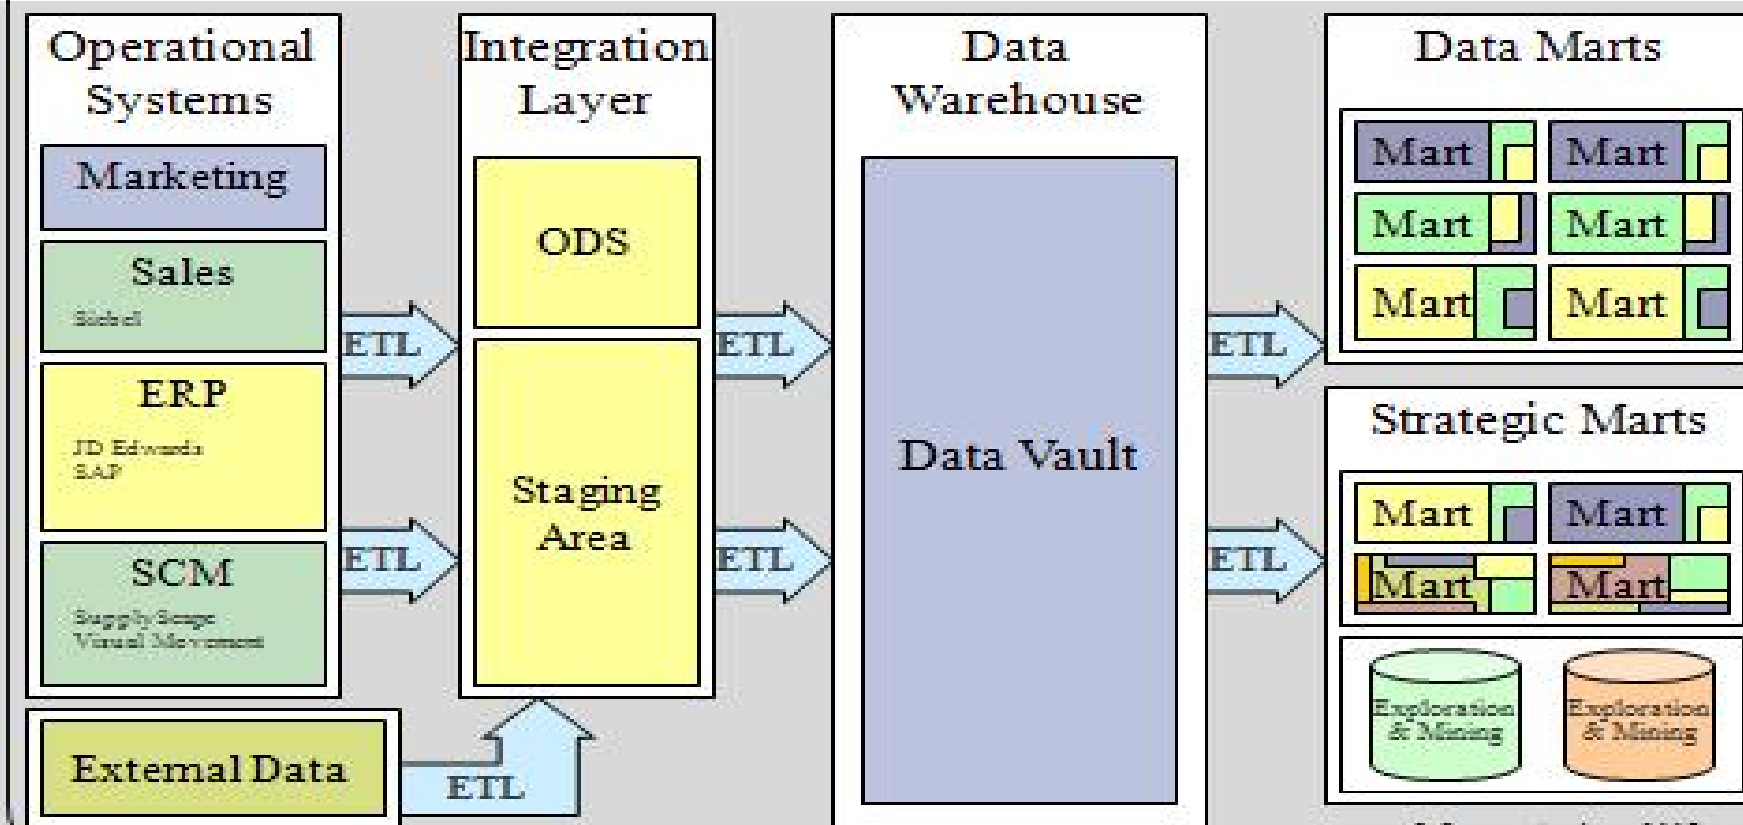 Operational
Systems
Marketing
Sales
Siebel
ERP
JD Edwards
SAP
SCM
Supply Scape
Visual Movement
External Data
ETL
ETL
ETL
Integration
Layer
ODS
Staging
Area
ETL
ETL
Data
Warehouse
Data Vault
ETL
ETL
Data Marts
Mart
Mart
Mart
Mart
Mart
Mart
Strategic Marts
Mart
Mart
Mart
Mart
Exploration
& Mining
Exploration
& Mining